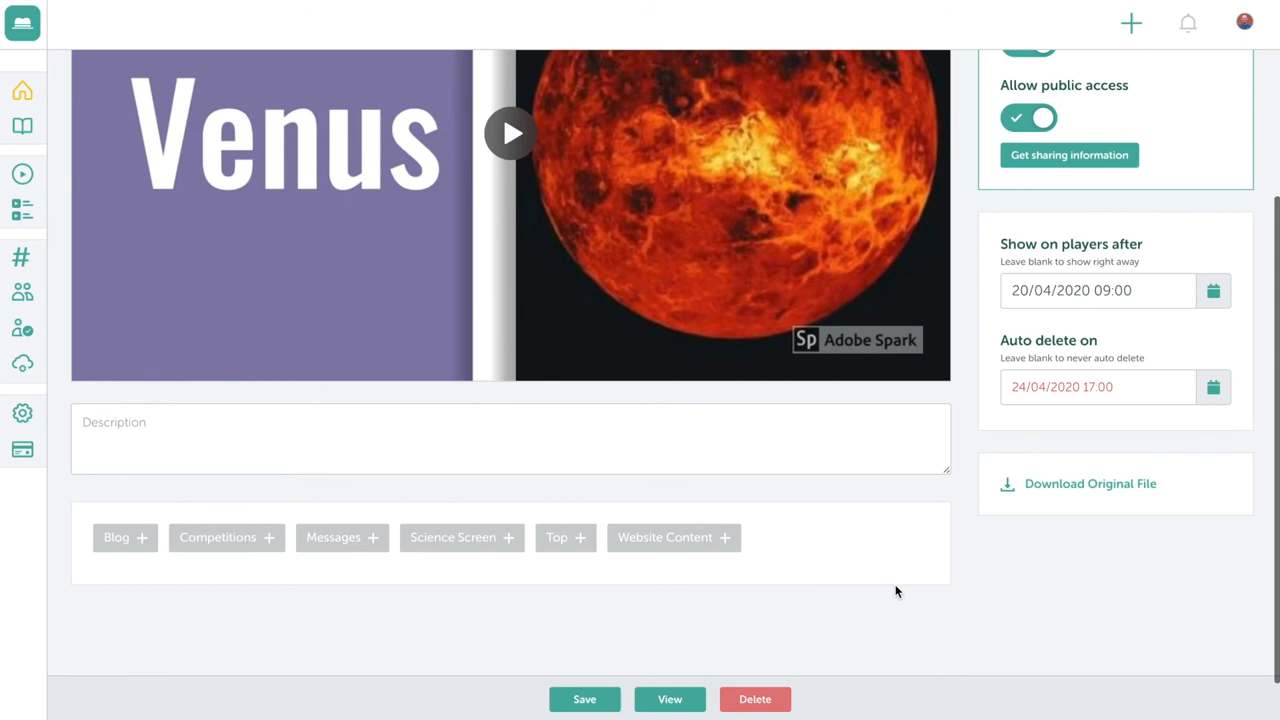 Venus
Sp Adobe Spark
Allow public access
Get sharing information
Show on players after
Leave blank to show right away
20/04/2020 09:00
Auto delete on
Leave blank to never auto delete
24/04/2020 17:00
Download Original File
Description
Blog + Competitions + Messages + Science Screen + Top + Website Content +
Save View Delete